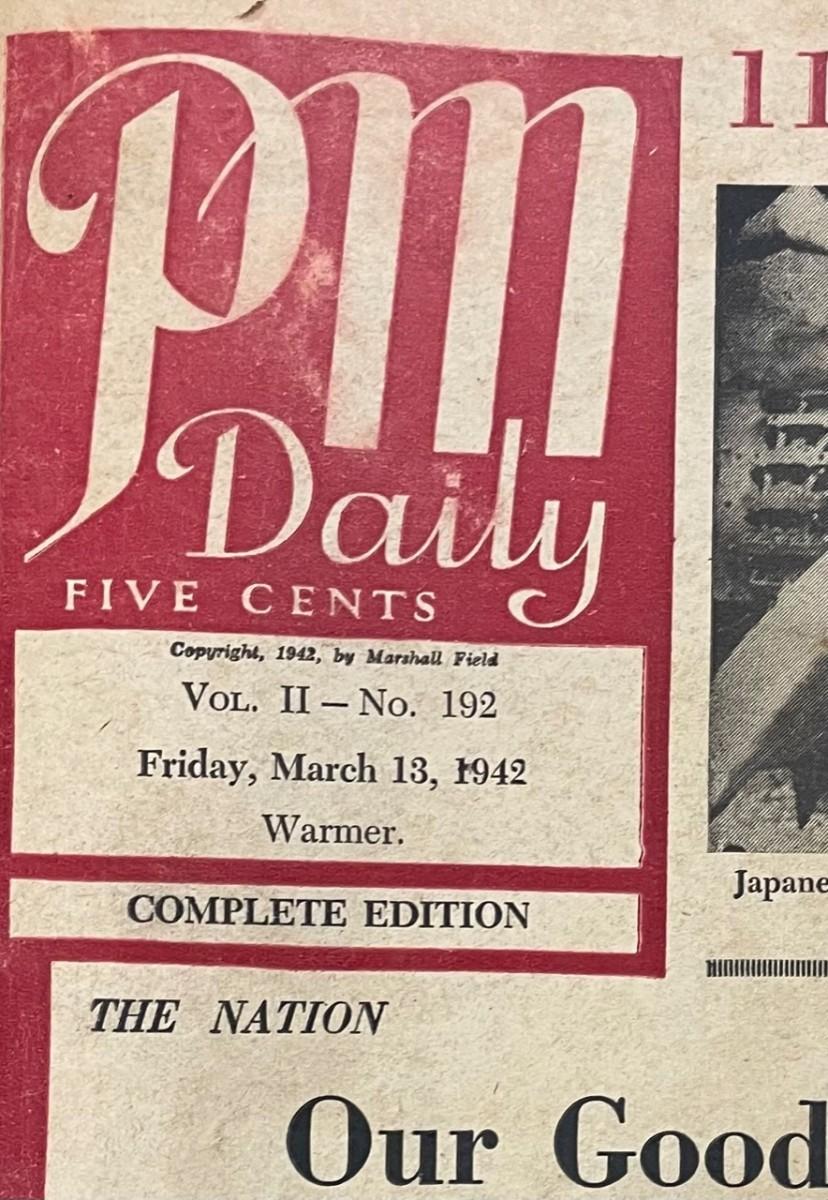 PM
Daily
FIVE CENTS
Copyright, 1942, by Marshall Field
VOL. II — No. 192
Friday, March 13, 1942
Warmer.
COMPLETE EDITION
THE NATION
Our Good